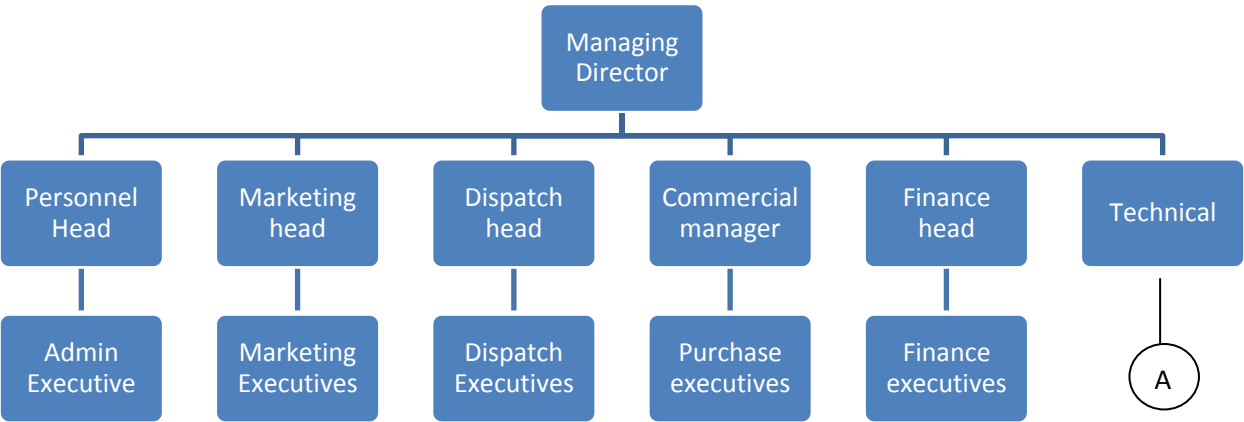 Managing
Director
Personnel
Head
Marketing
head
Dispatch
head
Commercial
manager
Finance
head
Technical
Admin
Executive
Marketing
Executives
Dispatch
Executives
Purchase
executives
Finance
executives
A